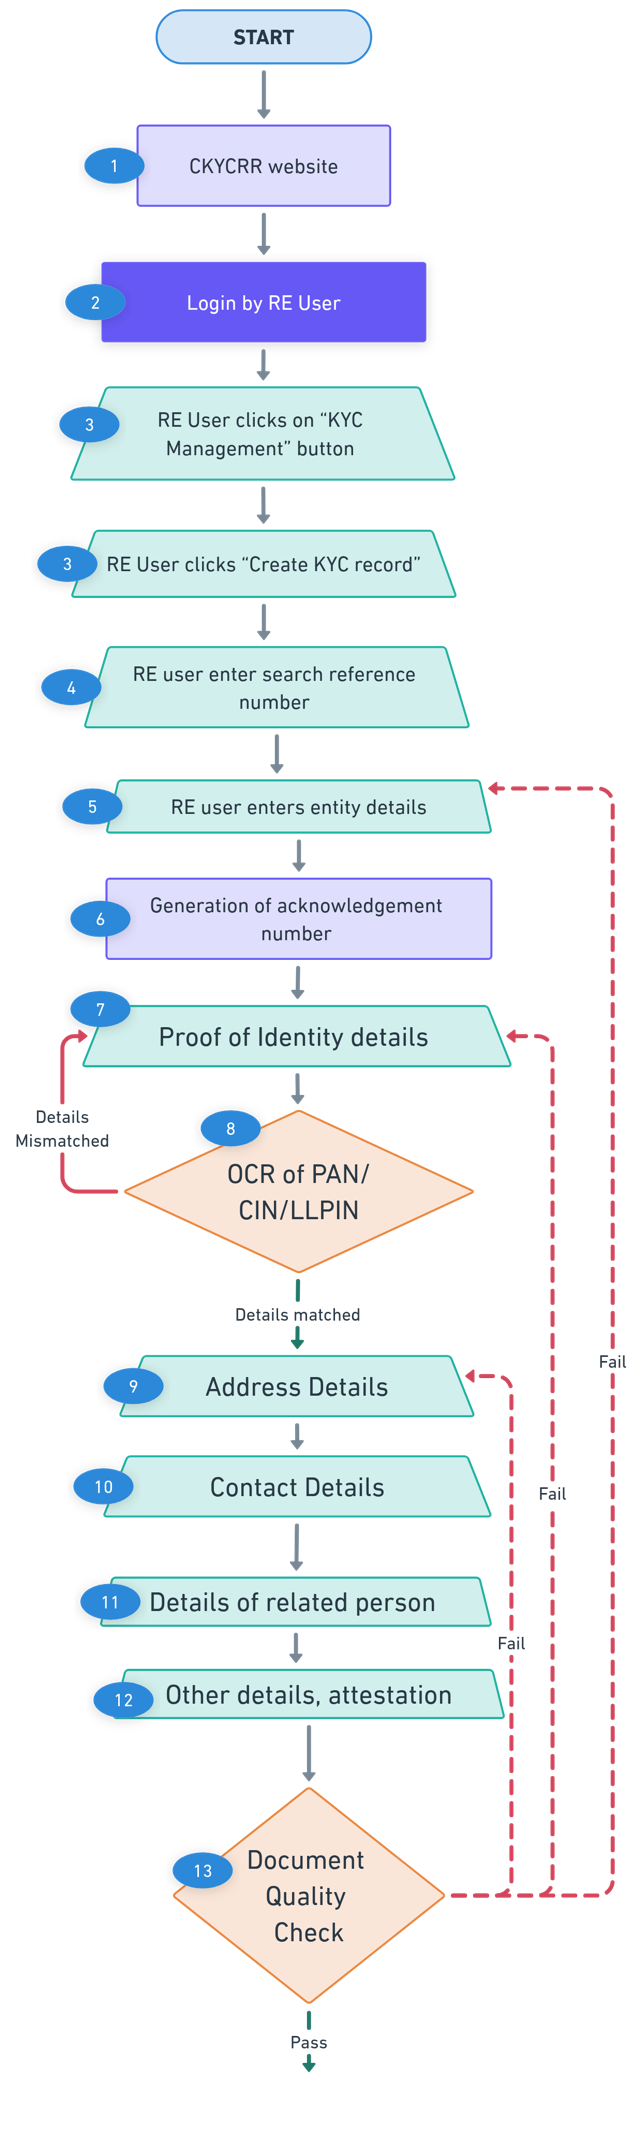 START
1
CKYCRR website
2
Login by RE User
3
RE User clicks on “KYC
Management” button
3
RE User clicks “Create KYC record”
4
RE user enter search reference
number
5
RE user enters entity details
6
Generation of acknowledgement
number
7
Proof of Identity details
Details
Mismatched
8
OCR of PAN/
CIN/LLPIN
Details matched
Fail
9
Address Details
10
Contact Details
Fail
11
Details of related person
Fail
12
Other details, attestation
13
Document
Quality
Check
Pass